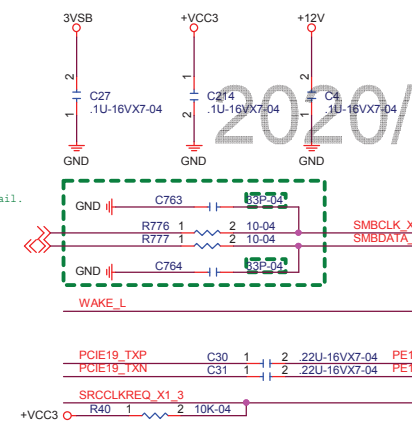 3VSB +VCC3 +12V
2 1 2
C27 C214 C4
.1U-16VX7-04 .1U-16VX7-04 .1U-16VX7-04
1 2 1
2020/
GND GND GND
ail.
GND C763 33P-04
R776 1 2 10-04 SMBCLK_X
R777 1 2 10-04 SMBDATA_
GND C764 33P-04
WAKE_L
PCIE19_TXP C30 1 2 .22U-16VX7-04 PE1
PCIE19_TXN C31 1 2 .22U-16VX7-04 PE1
SRCCLKREQ_X1_3
+VCC3 R40 1 2 10K-04